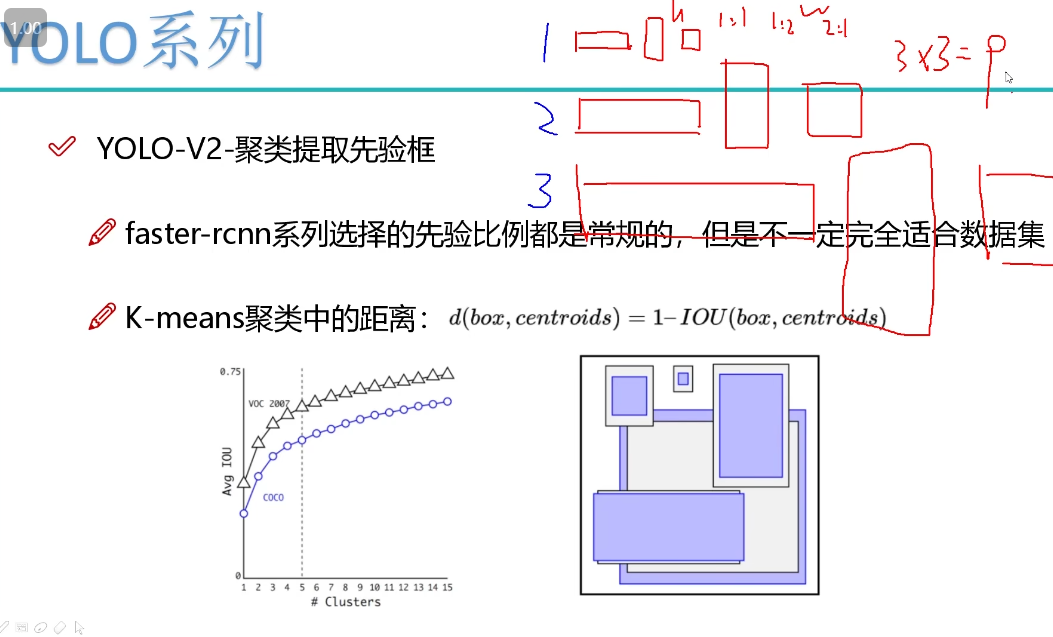 1.00
YOLO系列
1 h 1:1 1:2 w 2:1
3×3=9
2
3
YOLO-V2-聚类提取先验框
faster-rcnn系列选择的先验比例都是常规的，但是不一定完全适合数据集
K-means聚类中的距离： d(box, centroids) = 1–IOU(box, centroids)
0.75
VOC 2007
Avg IOU
COCO
0
1 2 3 4 5 6 7 8 9 10 11 12 13 14 15
# Clusters